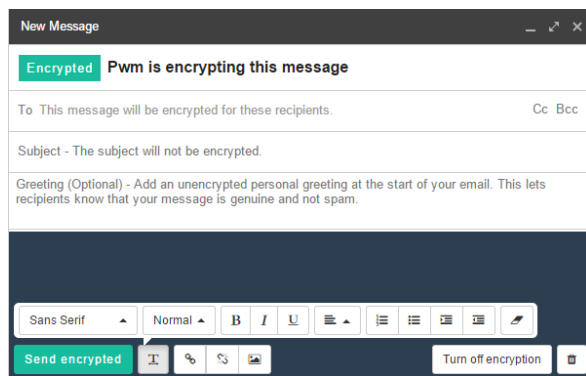 New Message
Encrypted Pwm is encrypting this message
To This message will be encrypted for these recipients. Cc Bcc
Subject - The subject will not be encrypted.
Greeting (Optional) - Add an unencrypted personal greeting at the start of your email. This lets
recipients know that your message is genuine and not spam.
Sans Serif Normal B I U
Send encrypted T Turn off encryption